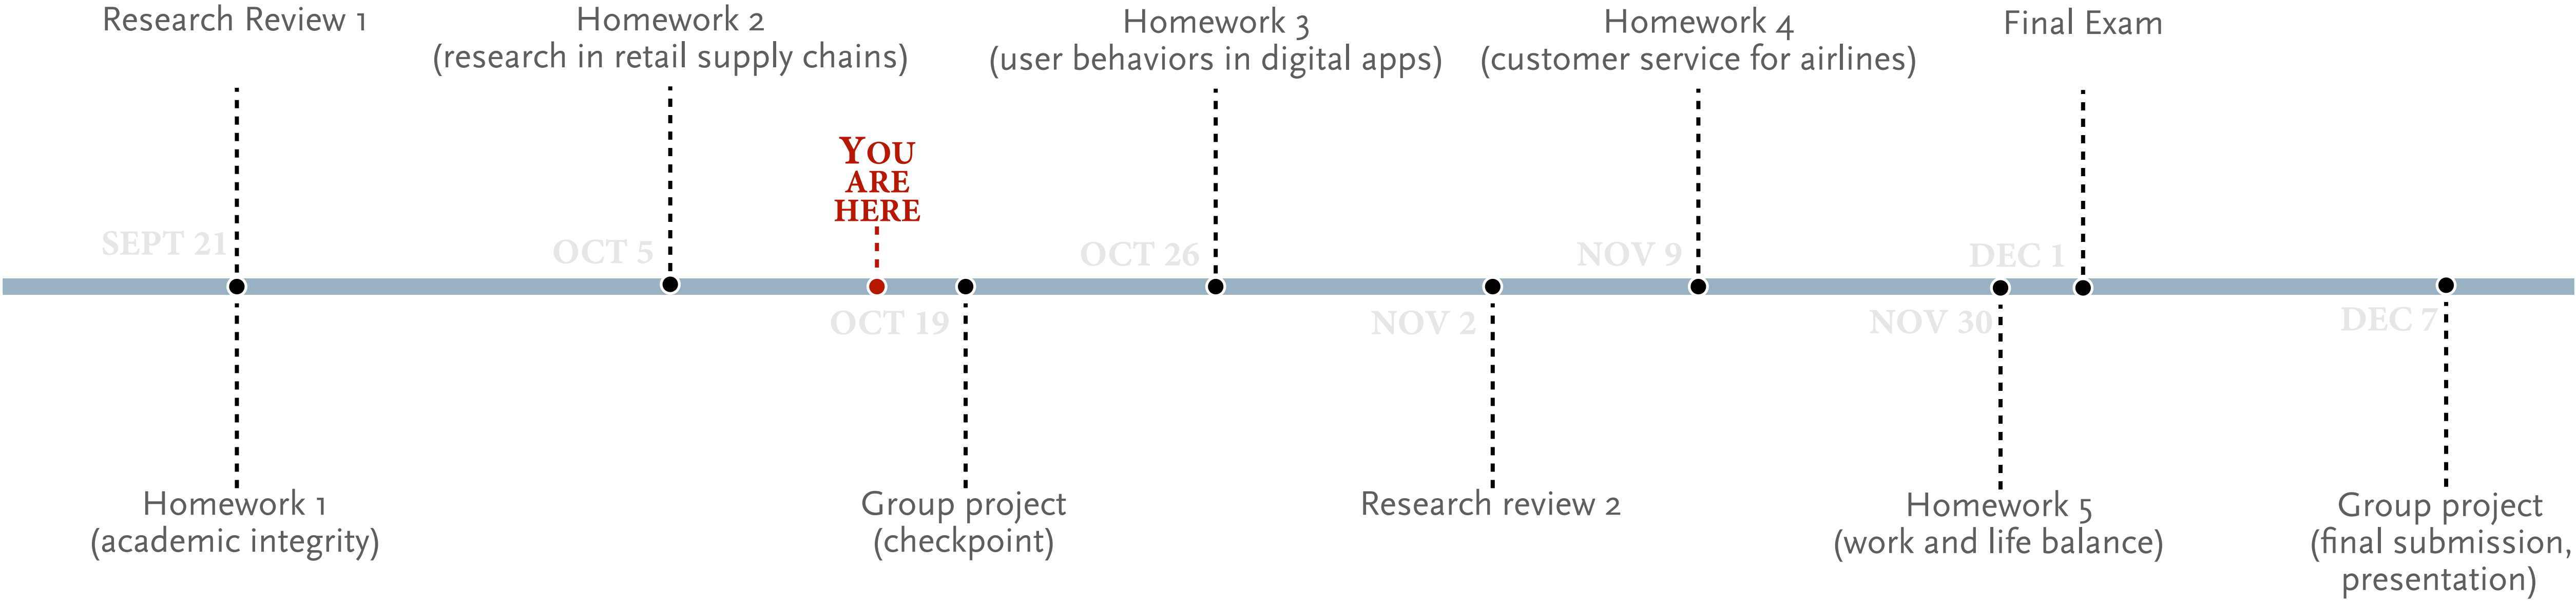 Research Review 1
Homework 2
(research in retail supply chains)
Homework 3
(user behaviors in digital apps)
Homework 4
(customer service for airlines)
Final Exam
YOU
ARE
HERE
SEPT 21
OCT 5
OCT 26
NOV 9
DEC 1
OCT 19
NOV 2
NOV 30
DEC 7
Homework 1
(academic integrity)
Group project
(checkpoint)
Research review 2
Homework 5
(work and life balance)
Group project
(final submission,
presentation)